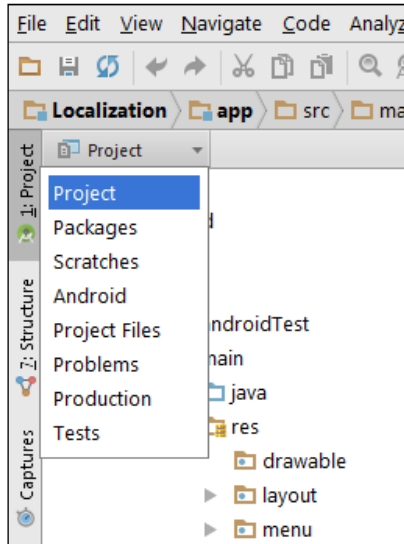 File Edit View Navigate Code Analyz
Localization app src ma
1: Project
Project
Project
Packages
Scratches
Android
Project Files
Problems
Production
Tests
d
androidTest
main
java
res
drawable
layout
menu
7: Structure
Captures